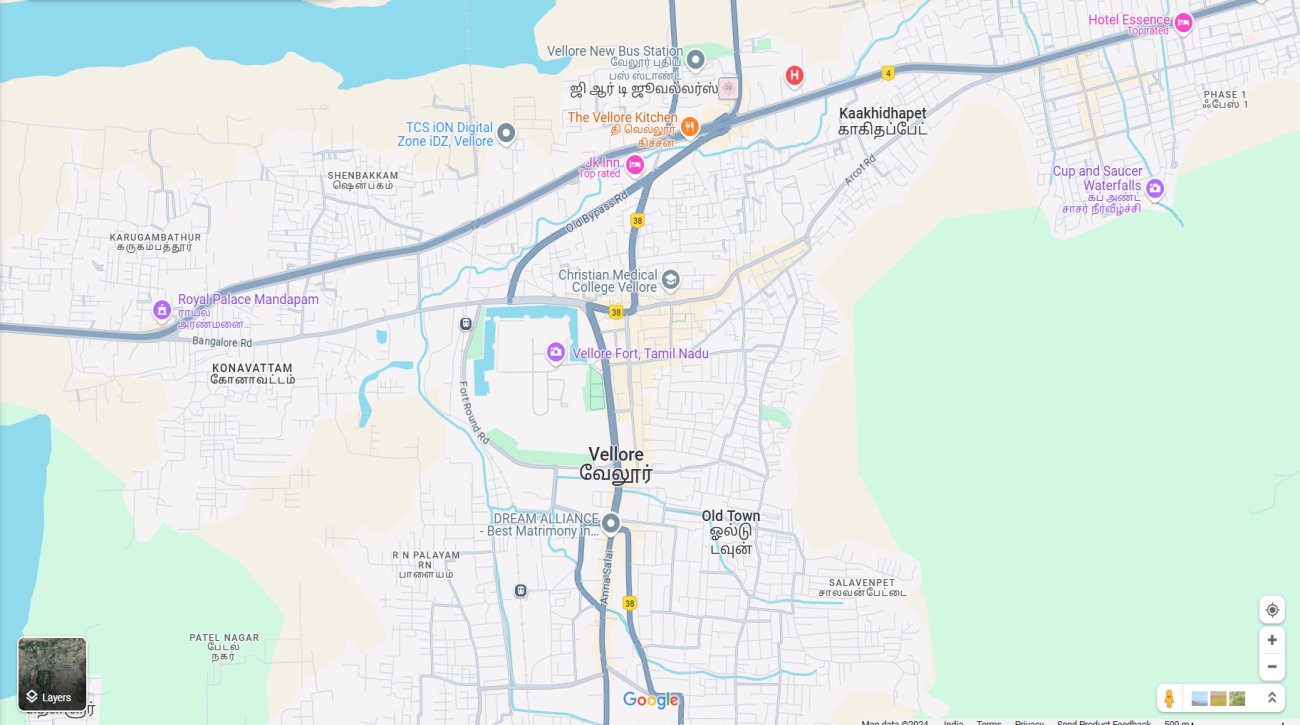 Hotel Essence
Top rated
Vellore New Bus Station
வேலூர் புதிய
பஸ் ஸ்டாண்ட்
4
H
ஜி ஆர் டி ஜூவல்லர்ஸ்
PHASE 1
ஃபேஸ் 1
Kaakhidhapet
காகிதப்பேட்
The Vellore Kitchen
தி வெல்லூர்
கிச்சன்
TCS iON Digital
Zone iDZ, Vellore
Jk Inn
Top rated
Arcot Rd
Cup and Saucer
Waterfalls
கப் அண்ட்
சாசர் நீர்வீழ்ச்சி
SHENBAKKAM
ஷென்பகம்
Old Bypass Rd
38
KARUGAMBATHUR
கருகம்பத்தூர்
Christian Medical
College Vellore
Royal Palace Mandapam
ராயல்
அரண்மனை...
38
Bangalore Rd
Vellore Fort, Tamil Nadu
KONAVATTAM
கோனாவட்டம்
Fort Round Rd
Vellore
வேலூர்
DREAM ALLIANCE
- Best Matrimony in...
Old Town
ஓல்டு
டவுன்
R N PALAYAM
RN
பாளையம்
Anna Salai
SALAVENPET
சாலவன்பேட்டை
38
PATEL NAGAR
பேடல்
நகர்
Layers
Google
Map data ©2024 India Terms Privacy Send Product Feedback 500 m